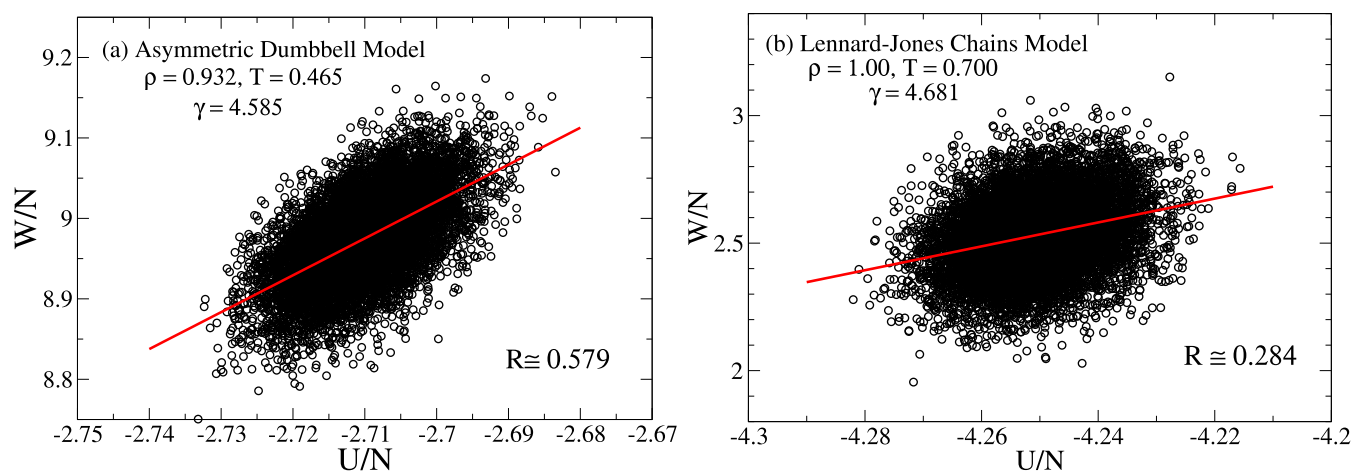 (a) Asymmetric Dumbbell Model
ρ = 0.932, T = 0.465
γ = 4.585
9.2
9.1
9
8.9
8.8
W/N
R≅ 0.579
-2.75 -2.74 -2.73 -2.72 -2.71 -2.7 -2.69 -2.68 -2.67
U/N
(b) Lennard-Jones Chains Model
ρ = 1.00, T = 0.700
γ = 4.681
3
2.5
2
W/N
R ≅ 0.284
-4.3 -4.28 -4.26 -4.24 -4.22 -4.2
U/N